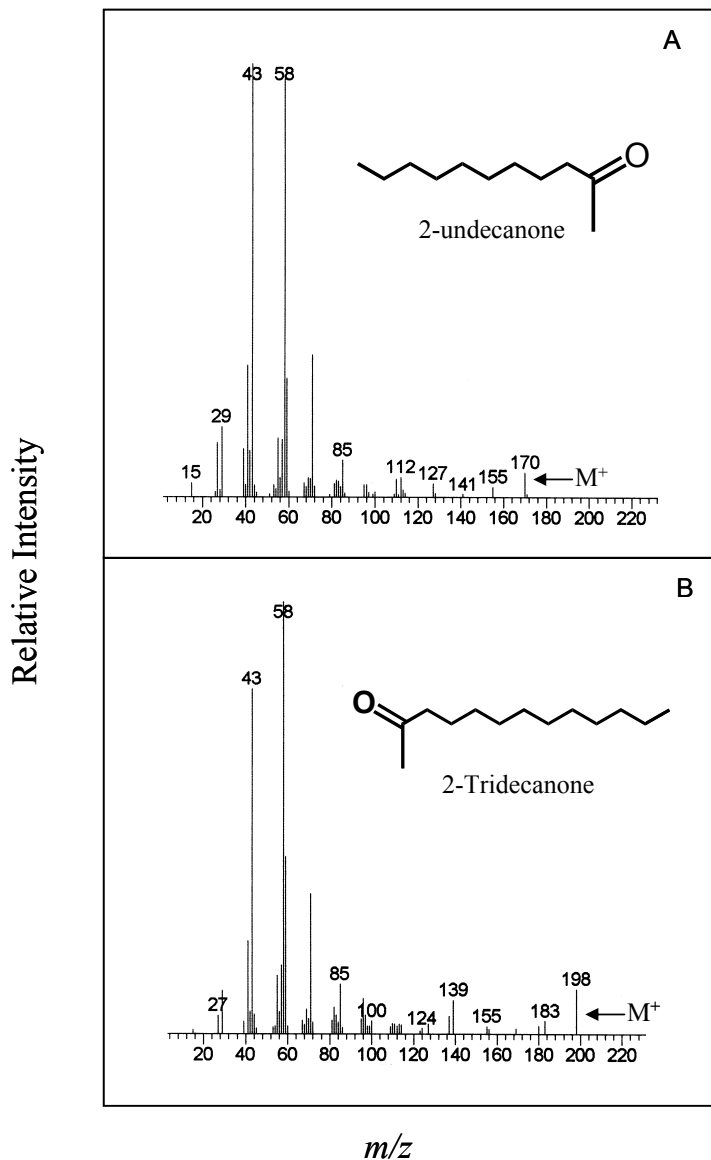 A
43 58
O
2-undecanone
29
85
15
112 127 141 155 170 M+
20 40 60 80 100 120 140 160 180 200 220
Relative Intensity
B
58
43
O
2-Tridecanone
85
27
100 124 139 155 183 198 M+
20 40 60 80 100 120 140 160 180 200 220
m/z